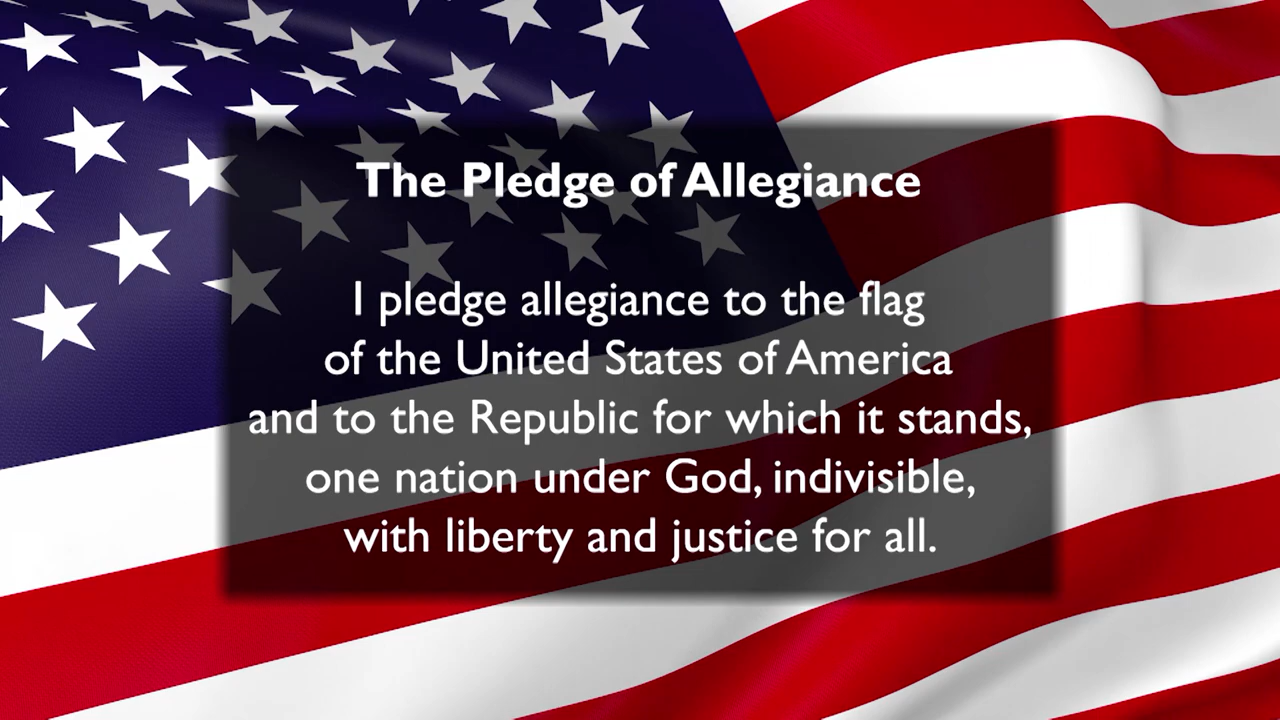 The Pledge of Allegiance
I pledge allegiance to the flag
of the United States of America
and to the Republic for which it stands,
one nation under God, indivisible,
with liberty and justice for all.